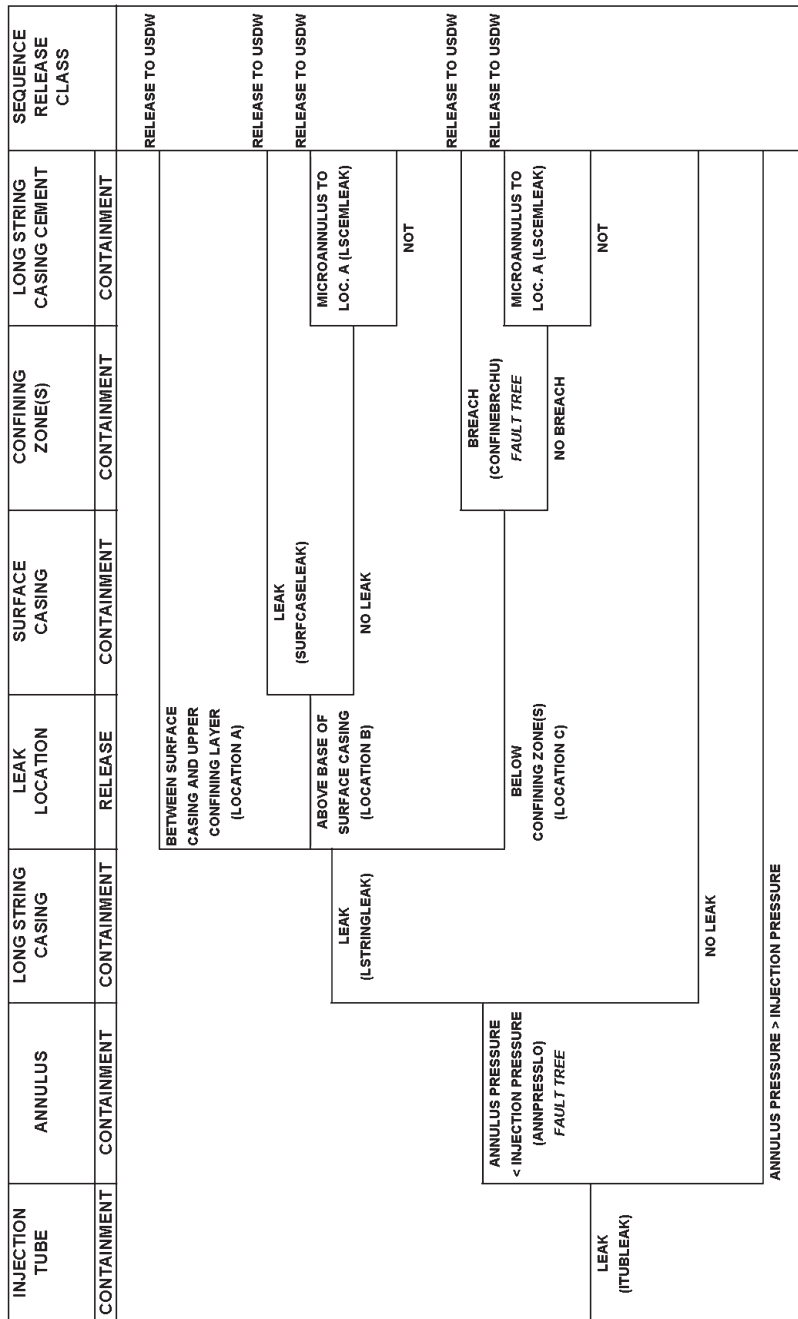 INJECTION
TUBE
ANNULUS
LONG STRING
CASING
LEAK
LOCATION
SURFACE
CASING
CONFINING
ZONE(S)
LONG STRING
CASING CEMENT
SEQUENCE
RELEASE
CLASS
CONTAINMENT
CONTAINMENT
CONTAINMENT
RELEASE
CONTAINMENT
CONTAINMENT
CONTAINMENT
RELEASE TO USDW
BETWEEN SURFACE
CASING AND UPPER
CONFINING LAYER
(LOCATION A)
RELEASE TO USDW
LEAK
(SURFCASELEAK)
RELEASE TO USDW
ABOVE BASE OF
SURFACE CASING
(LOCATION B)
MICROANNULUS TO
LOC. A (LSCEMLEAK)
LEAK
(LSTRINGLEAK)
NO LEAK
NOT
RELEASE TO USDW
BREACH
(CONFINEBRCHU)
FAULT TREE
RELEASE TO USDW
ANNULUS PRESSURE
< INJECTION PRESSURE
(ANNPRESSLO)
FAULT TREE
BELOW
CONFINING ZONE(S)
(LOCATION C)
MICROANNULUS TO
LOC. A (LSCEMLEAK)
NO BREACH
LEAK
(ITUBLEAK)
NOT
NO LEAK
ANNULUS PRESSURE > INJECTION PRESSURE